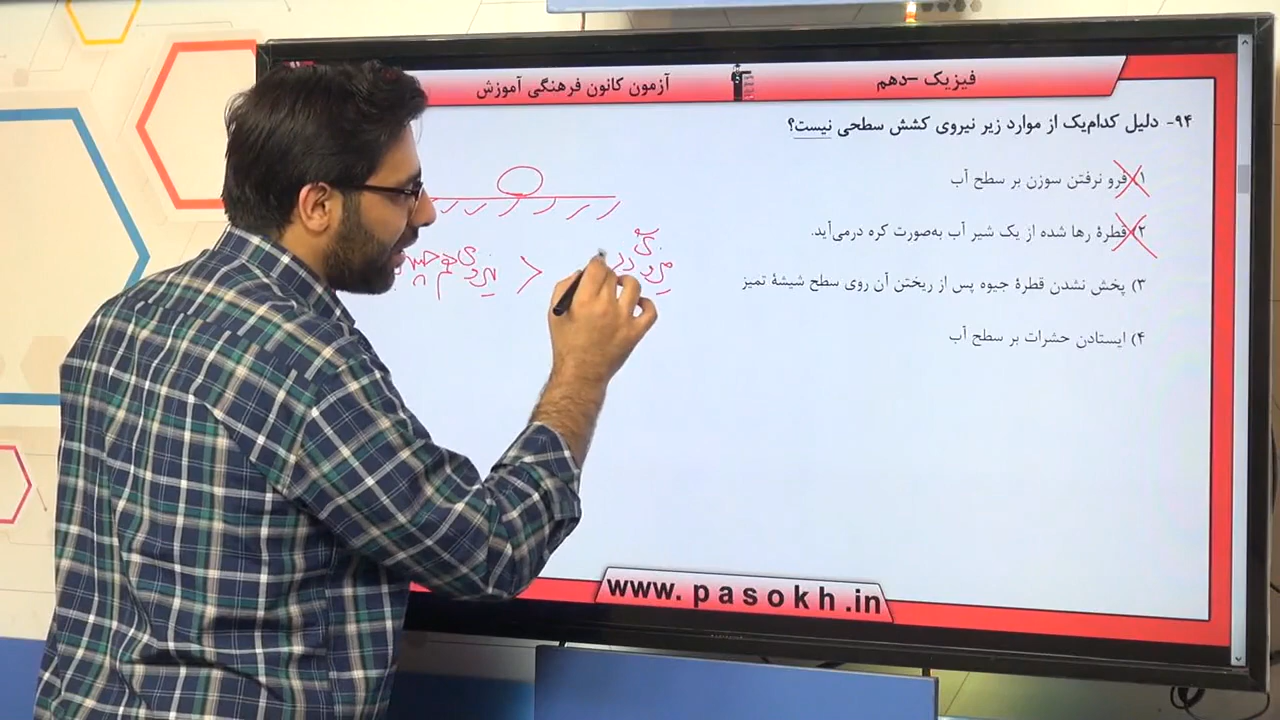 فیزیک -دهم
آزمون کانون فرهنگی آموزش
۹۴- دلیل کدام‌یک از موارد زیر نیروی کشش سطحی نیست؟
۱) فرو نرفتن سوزن بر سطح آب
۲) قطرهٔ رها شده از یک شیر آب به‌صورت کره درمی‌آید.
۳) پخش نشدن قطرهٔ جیوه پس از ریختن آن روی سطح شیشهٔ تمیز
۴) ایستادن حشرات بر سطح آب
نیروی
<
www. p a s o k h .in